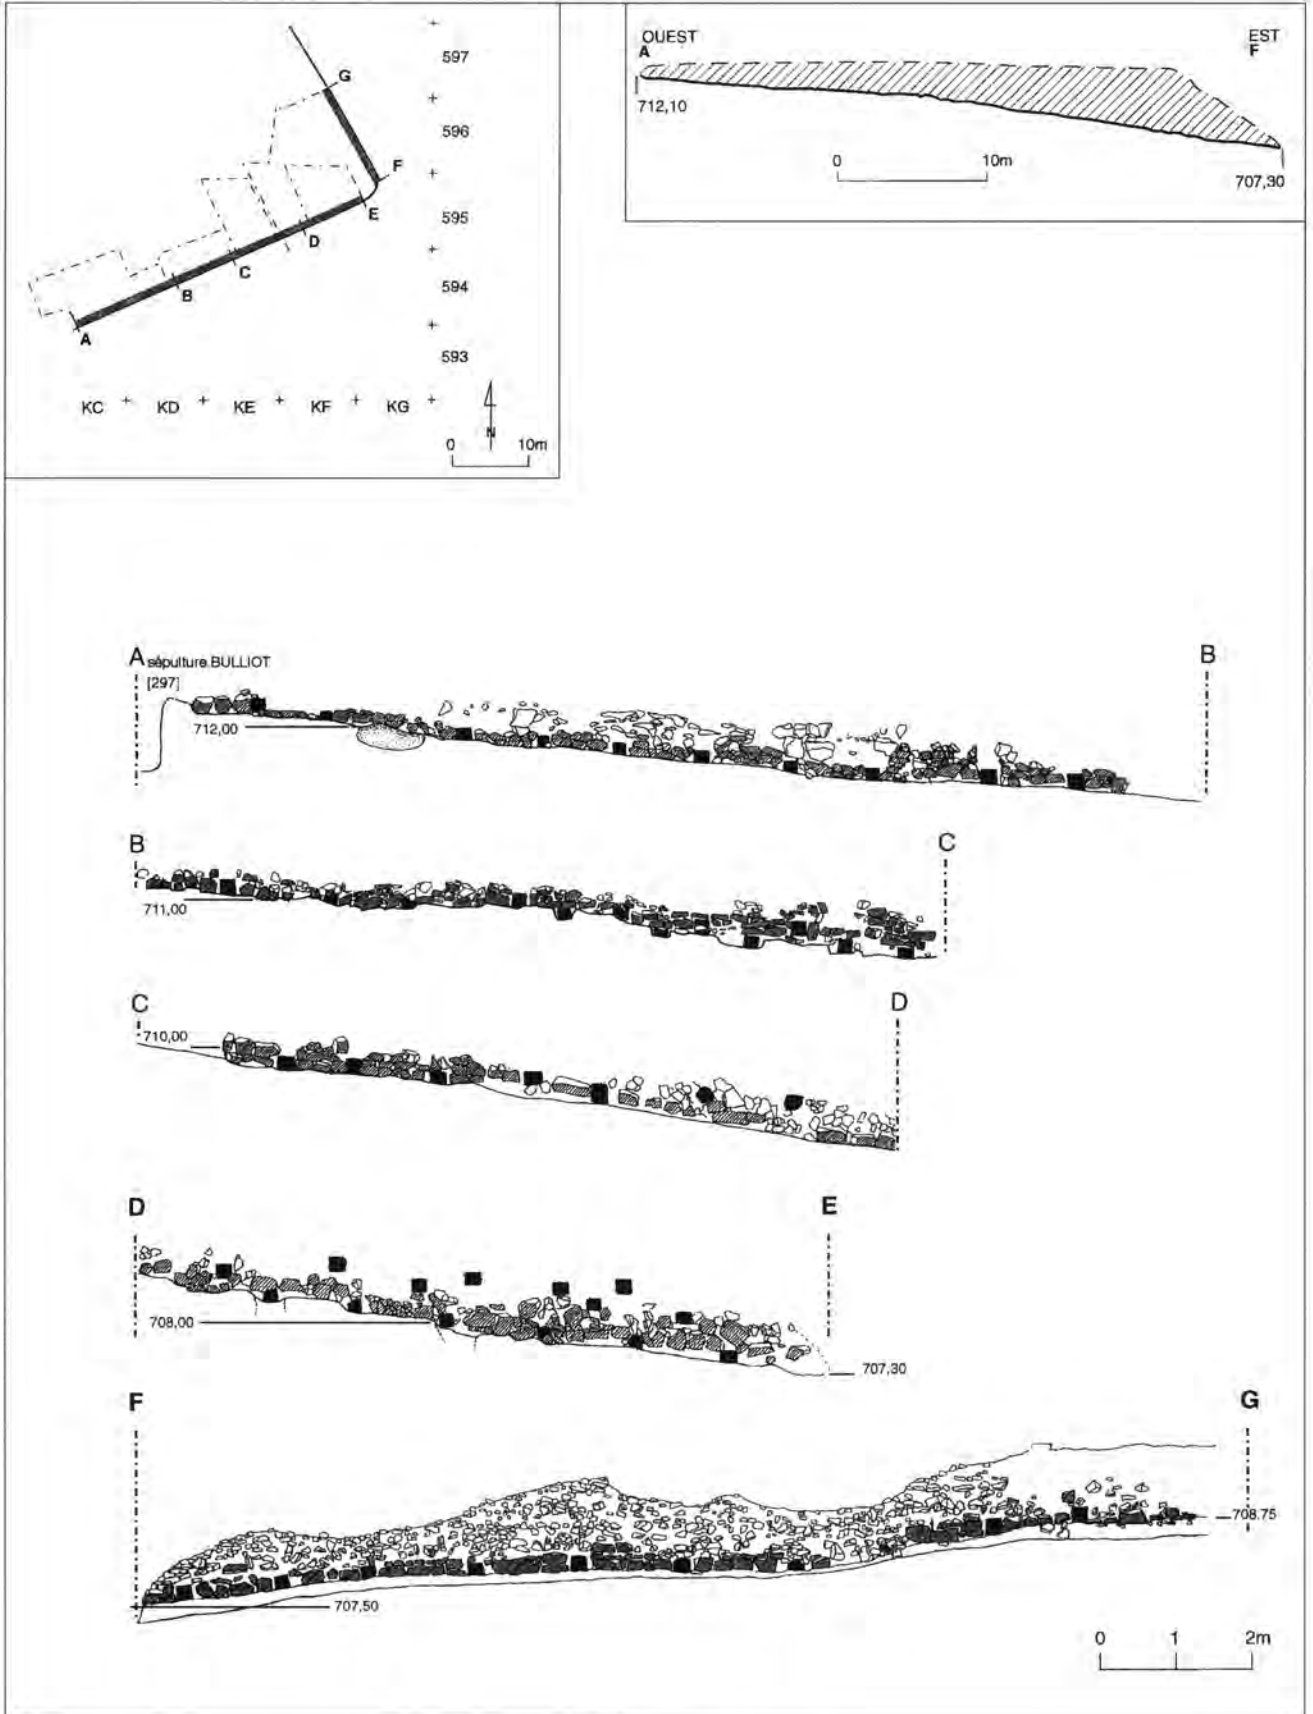 597
G
596
F
595
E
D
594
C
B
593
A
KC KD KE KF KG
N
0 10m
OUEST
A
EST
F
712,10
0 10m
707,30
A sépulture BULLIOT
[297]
B
712,00
B
C
711,00
C
D
710,00
D
E
708,00
707,30
F
G
708,75
707,50
0 1 2m